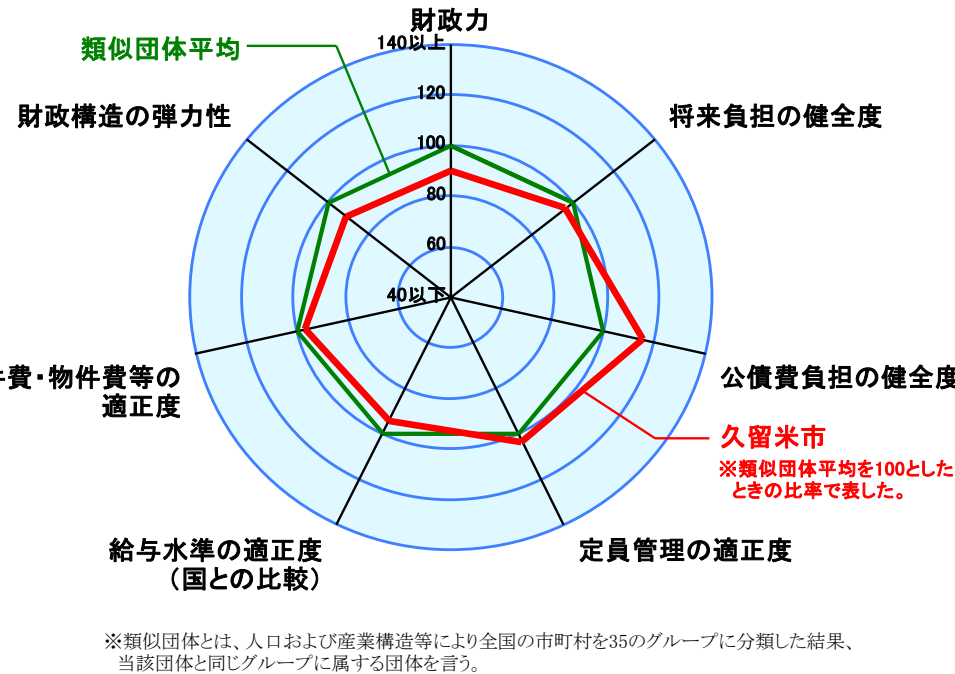 財政力
140以上
類似団体平均
120
財政構造の弾力性
将来負担の健全度
100
80
60
40以下
件費・物件費等の
適正度
公債費負担の健全度
久留米市
※類似団体平均を100とした
ときの比率で表した。
給与水準の適正度
（国との比較）
定員管理の適正度
※類似団体とは、人口および産業構造等により全国の市町村を35のグループに分類した結果、
当該団体と同じグループに属する団体を言う。